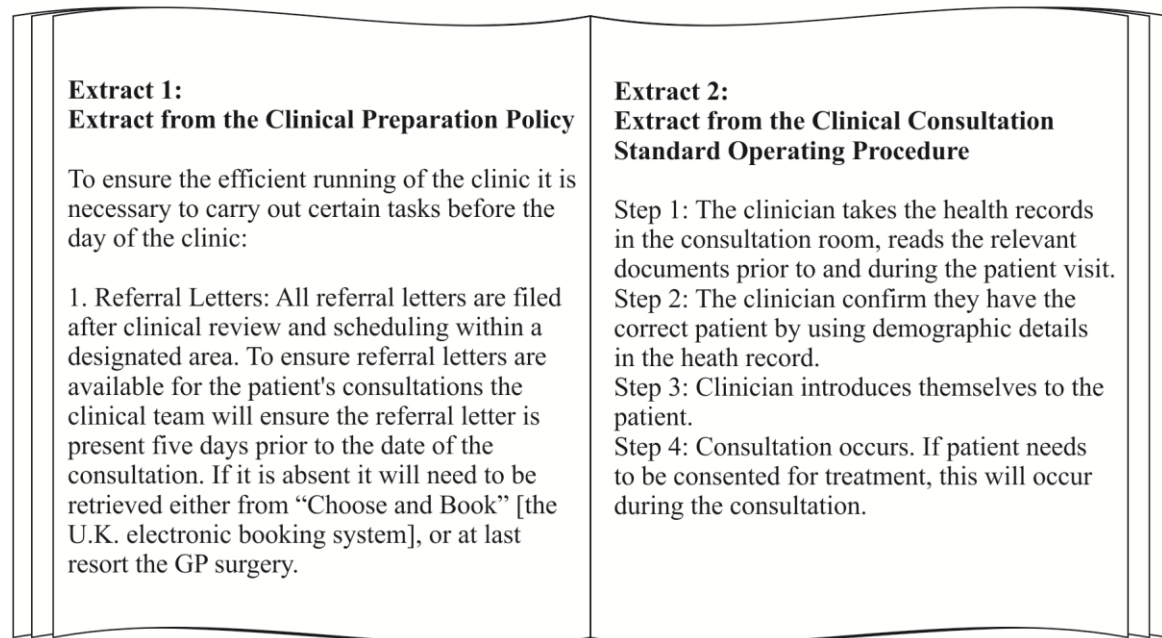 Extract 1:
Extract from the Clinical Preparation Policy
To ensure the efficient running of the clinic it is
necessary to carry out certain tasks before the
day of the clinic:
1. Referral Letters: All referral letters are filed
after clinical review and scheduling within a
designated area. To ensure referral letters are
available for the patient's consultations the
clinical team will ensure the referral letter is
present five days prior to the date of the
consultation. If it is absent it will need to be
retrieved either from “Choose and Book” [the
U.K. electronic booking system], or at last
resort the GP surgery.
Extract 2:
Extract from the Clinical Consultation
Standard Operating Procedure
Step 1: The clinician takes the health records
in the consultation room, reads the relevant
documents prior to and during the patient visit.
Step 2: The clinician confirm they have the
correct patient by using demographic details
in the heath record.
Step 3: Clinician introduces themselves to the
patient.
Step 4: Consultation occurs. If patient needs
to be consented for treatment, this will occur
during the consultation.